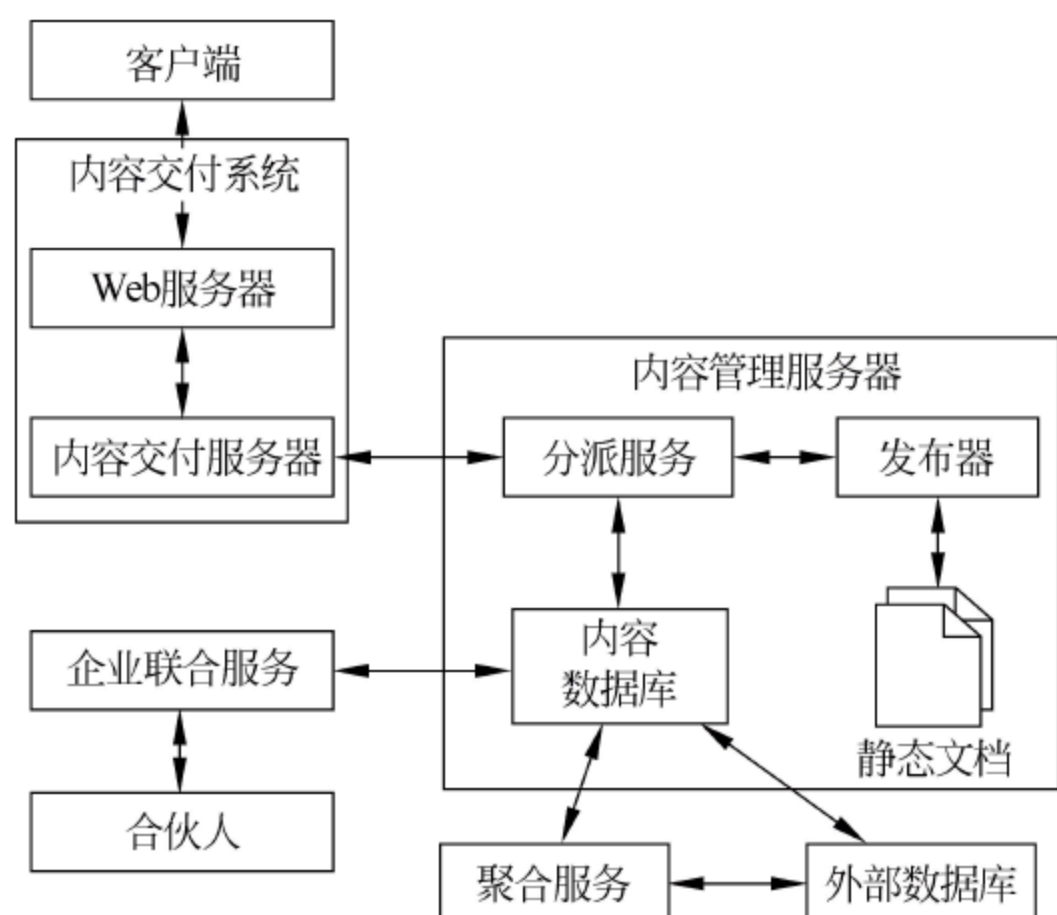 客户端
内容交付系统
Web服务器
内容管理服务器
内容交付服务器
分派服务
发布器
内容
数据库
企业联合服务
静态文档
合伙人
聚合服务
外部数据库